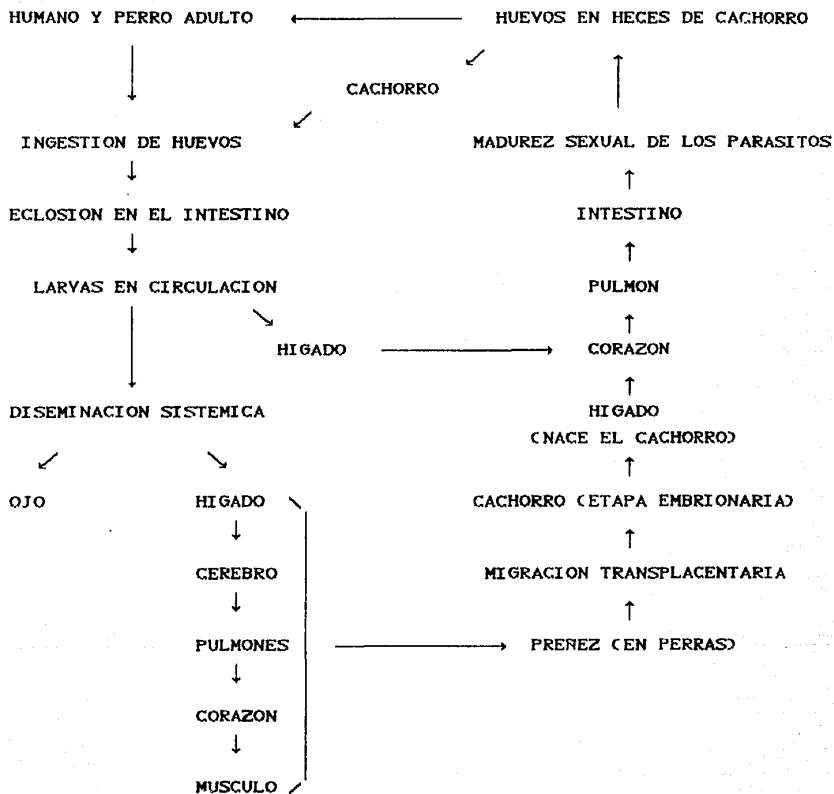 HUMANO Y PERRO ADULTO
HUEVOS EN HECES DE CACHORRO
CACHORRO
INGESTION DE HUEVOS
MADUREZ SEXUAL DE LOS PARASITOS
ECLOSION EN EL INTESTINO
INTESTINO
LARVAS EN CIRCULACION
PULMON
HIGADO
CORAZON
DISEMINACION SISTEMICA
HIGADO
(NACE EL CACHORRO)
OJO
HIGADO
CACHORRO (ETAPA EMBRIONARIA)
CEREBRO
MIGRACION TRANSPLACENTARIA
PULMONES
PREÑEZ (EN PERRAS)
CORAZON
MUSCULO